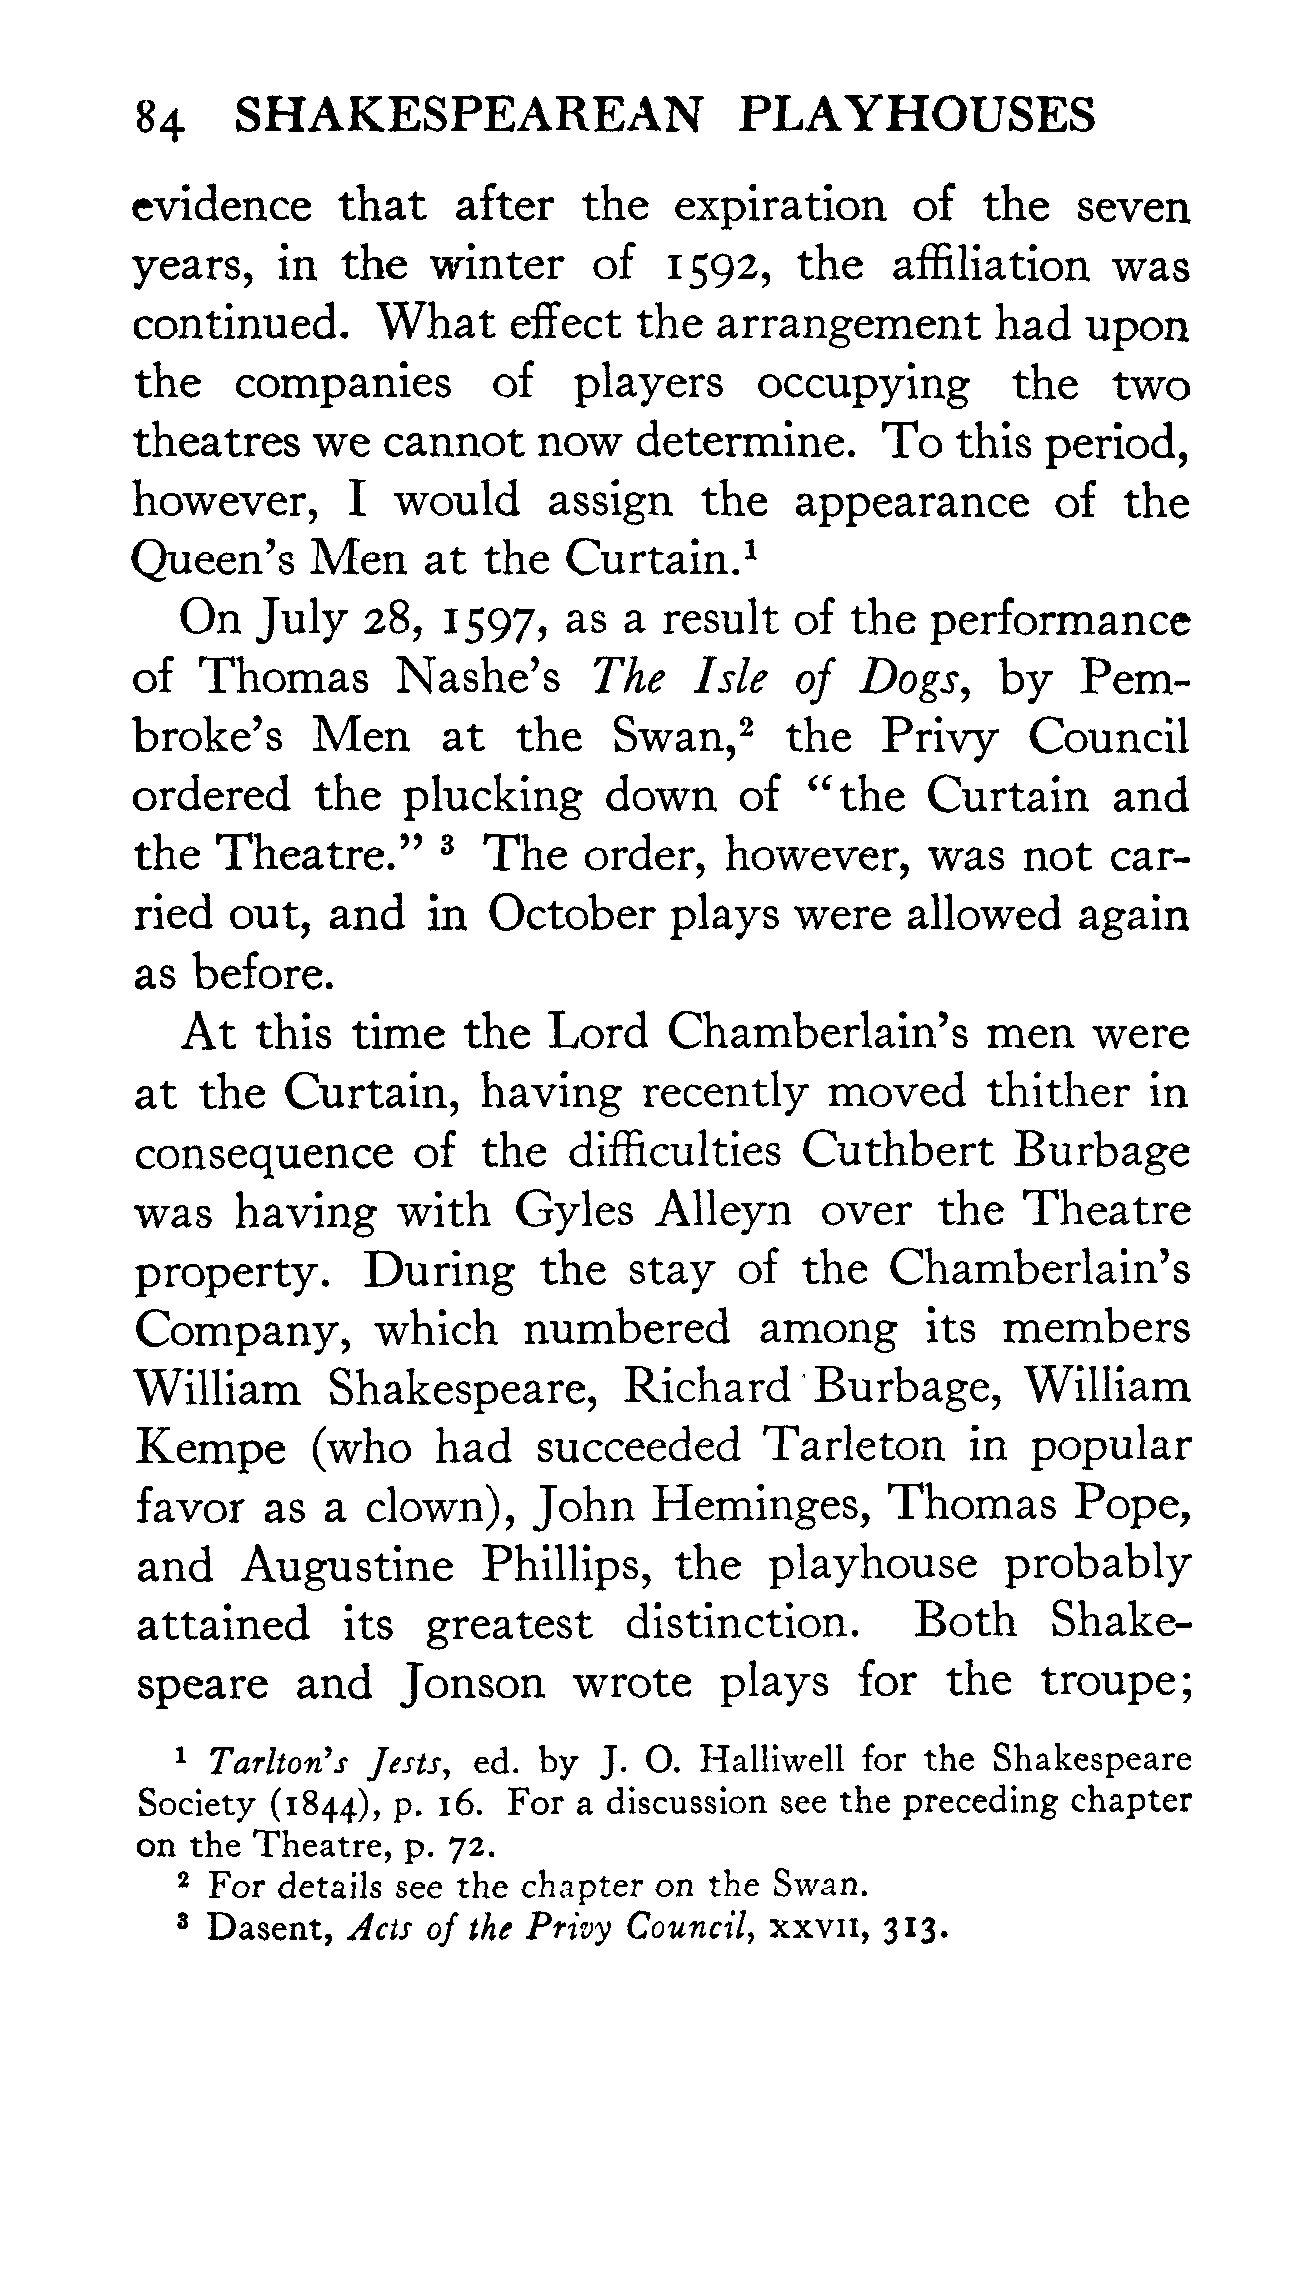 84 SHAKESPEAREAN PLAYHOUSES
evidence that after the expiration of the seven
years, in the winter of 1592, the affiliation was
continued. What effect the arrangement had upon
the companies of players occupying the two
theatres we cannot now determine. To this period,
however, I would assign the appearance of the
Queen's Men at the Curtain.¹
On July 28, 1597, as a result of the performance
of Thomas Nashe's The Isle of Dogs, by Pem-
broke's Men at the Swan,² the Privy Council
ordered the plucking down of "the Curtain and
the Theatre." ³ The order, however, was not car-
ried out, and in October plays were allowed again
as before.
At this time the Lord Chamberlain's men were
at the Curtain, having recently moved thither in
consequence of the difficulties Cuthbert Burbage
was having with Gyles Alleyn over the Theatre
property. During the stay of the Chamberlain's
Company, which numbered among its members
William Shakespeare, Richard Burbage, William
Kempe (who had succeeded Tarleton in popular
favor as a clown), John Heminges, Thomas Pope,
and Augustine Phillips, the playhouse probably
attained its greatest distinction. Both Shake-
speare and Jonson wrote plays for the troupe;
¹ Tarlton's Jests, ed. by J. O. Halliwell for the Shakespeare
Society (1844), p. 16. For a discussion see the preceding chapter
on the Theatre, p. 72.
² For details see the chapter on the Swan.
³ Dasent, Acts of the Privy Council, XXVII, 313.